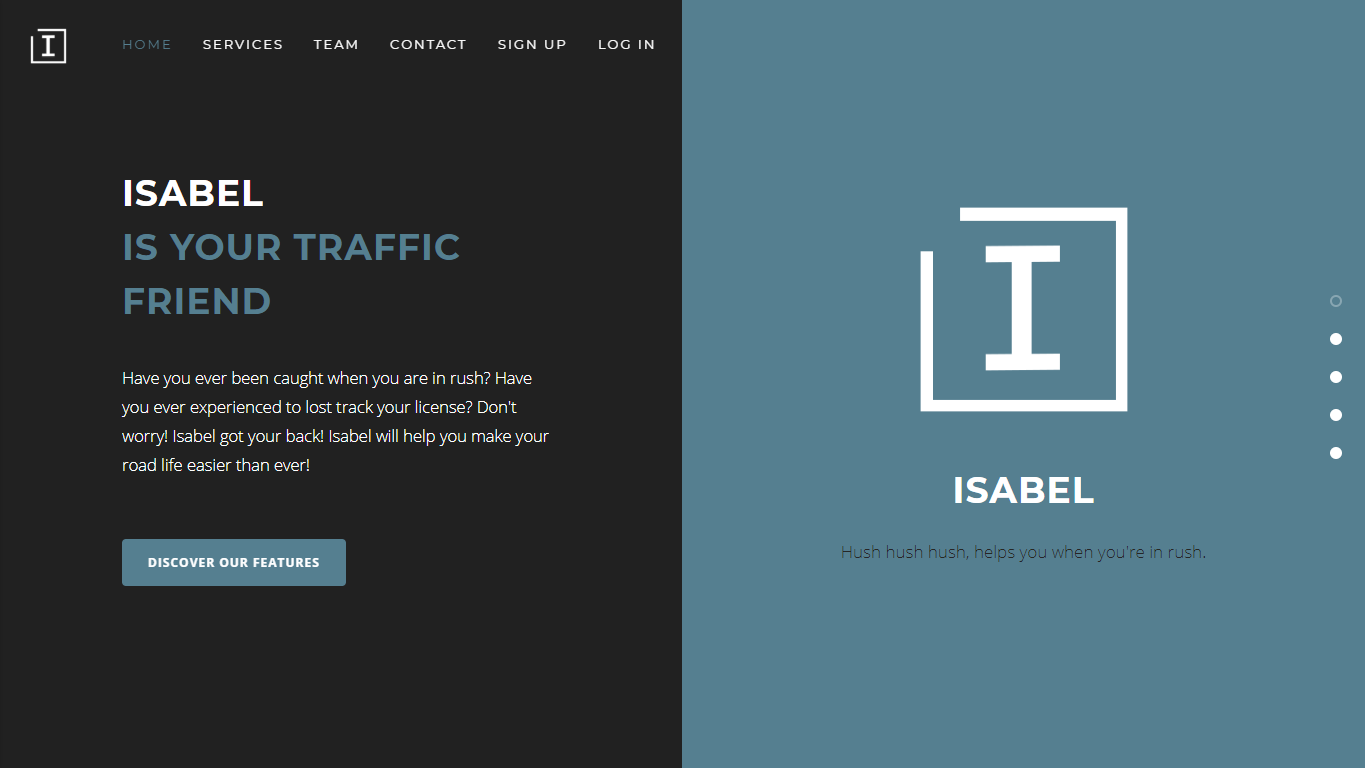 I
HOME SERVICES TEAM CONTACT SIGN UP LOG IN
ISABEL
IS YOUR TRAFFIC
FRIEND
Have you ever been caught when you are in rush? Have
you ever experienced to lost track your license? Don't
worry! Isabel got your back! Isabel will help you make your
road life easier than ever!
DISCOVER OUR FEATURES
I
ISABEL
Hush hush hush, helps you when you're in rush.